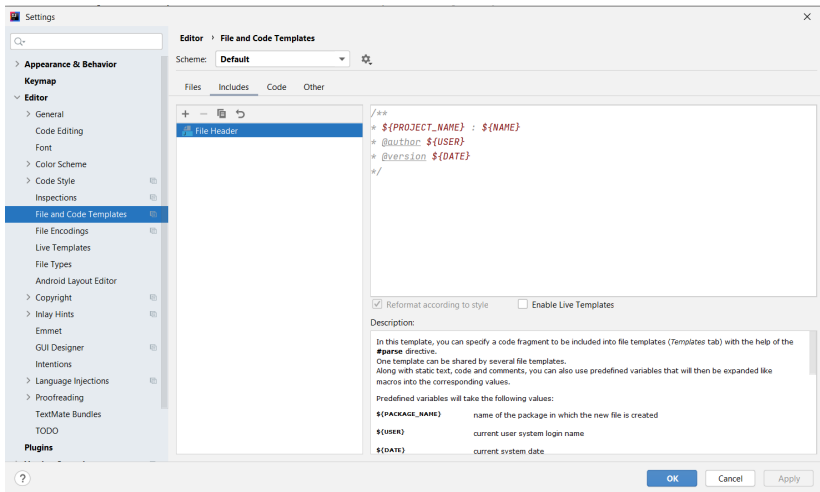 Settings
Editor › File and Code Templates
Scheme: Default
Appearance & Behavior
Keymap
Editor
General
Code Editing
Font
Color Scheme
Code Style
Inspections
File and Code Templates
File Encodings
Live Templates
File Types
Android Layout Editor
Copyright
Inlay Hints
Emmet
GUI Designer
Intentions
Language Injections
Proofreading
TextMate Bundles
TODO
Plugins
Files Includes Code Other
File Header
/**
* ${PROJECT_NAME} : ${NAME}
* @author ${USER}
* @version ${DATE}
*/
Reformat according to style
Enable Live Templates
Description:
In this template, you can specify a code fragment to be included into file templates (Templates tab) with the help of the
#parse directive.
One template can be shared by several file templates.
Along with static text, code and comments, you can also use predefined variables that will then be expanded like
macros into the corresponding values.
Predefined variables will take the following values:
${PACKAGE_NAME} name of the package in which the new file is created
${USER} current user system login name
${DATE} current system date
?
OK Cancel Apply